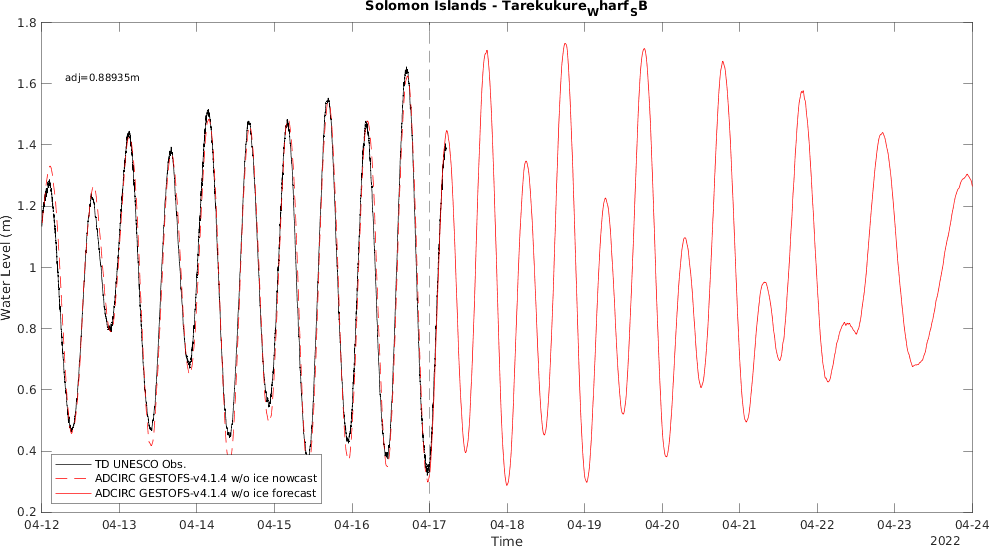 Solomon Islands - TarekukureWharfSB
adj=0.88935m
1.8
1.6
1.4
1.2
1
0.8
0.6
0.4
0.2
Water Level (m)
TD UNESCO Obs.
ADCIRC GESTOFS-v4.1.4 w/o ice nowcast
ADCIRC GESTOFS-v4.1.4 w/o ice forecast
04-12 04-13 04-14 04-15 04-16 04-17 04-18 04-19 04-20 04-21 04-22 04-23 04-24
Time
2022